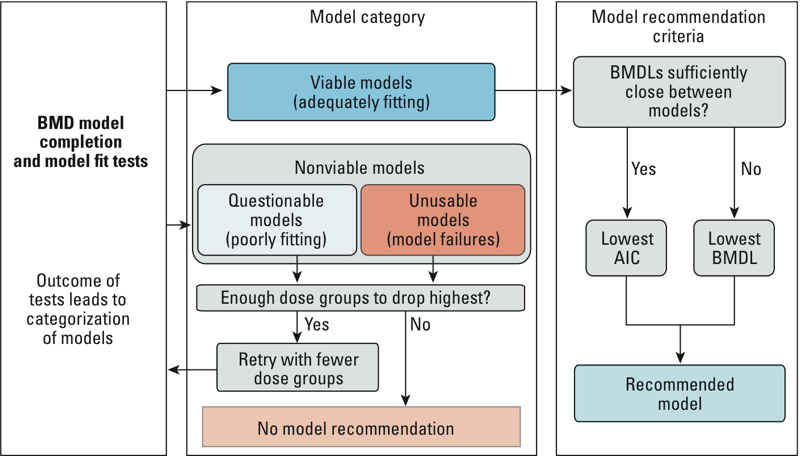 BMD model
completion
and model fit tests
Outcome of
tests leads to
categorization
of models
Model category
Viable models
(adequately fitting)
Nonviable models
Questionable
models
(poorly fitting)
Unusable
models
(model failures)
Enough dose groups to drop highest?
Yes
No
Retry with fewer
dose groups
No model recommendation
Model recommendation
criteria
BMDLs sufficiently
close between
models?
Yes
No
Lowest
AIC
Lowest
BMDL
Recommended
model